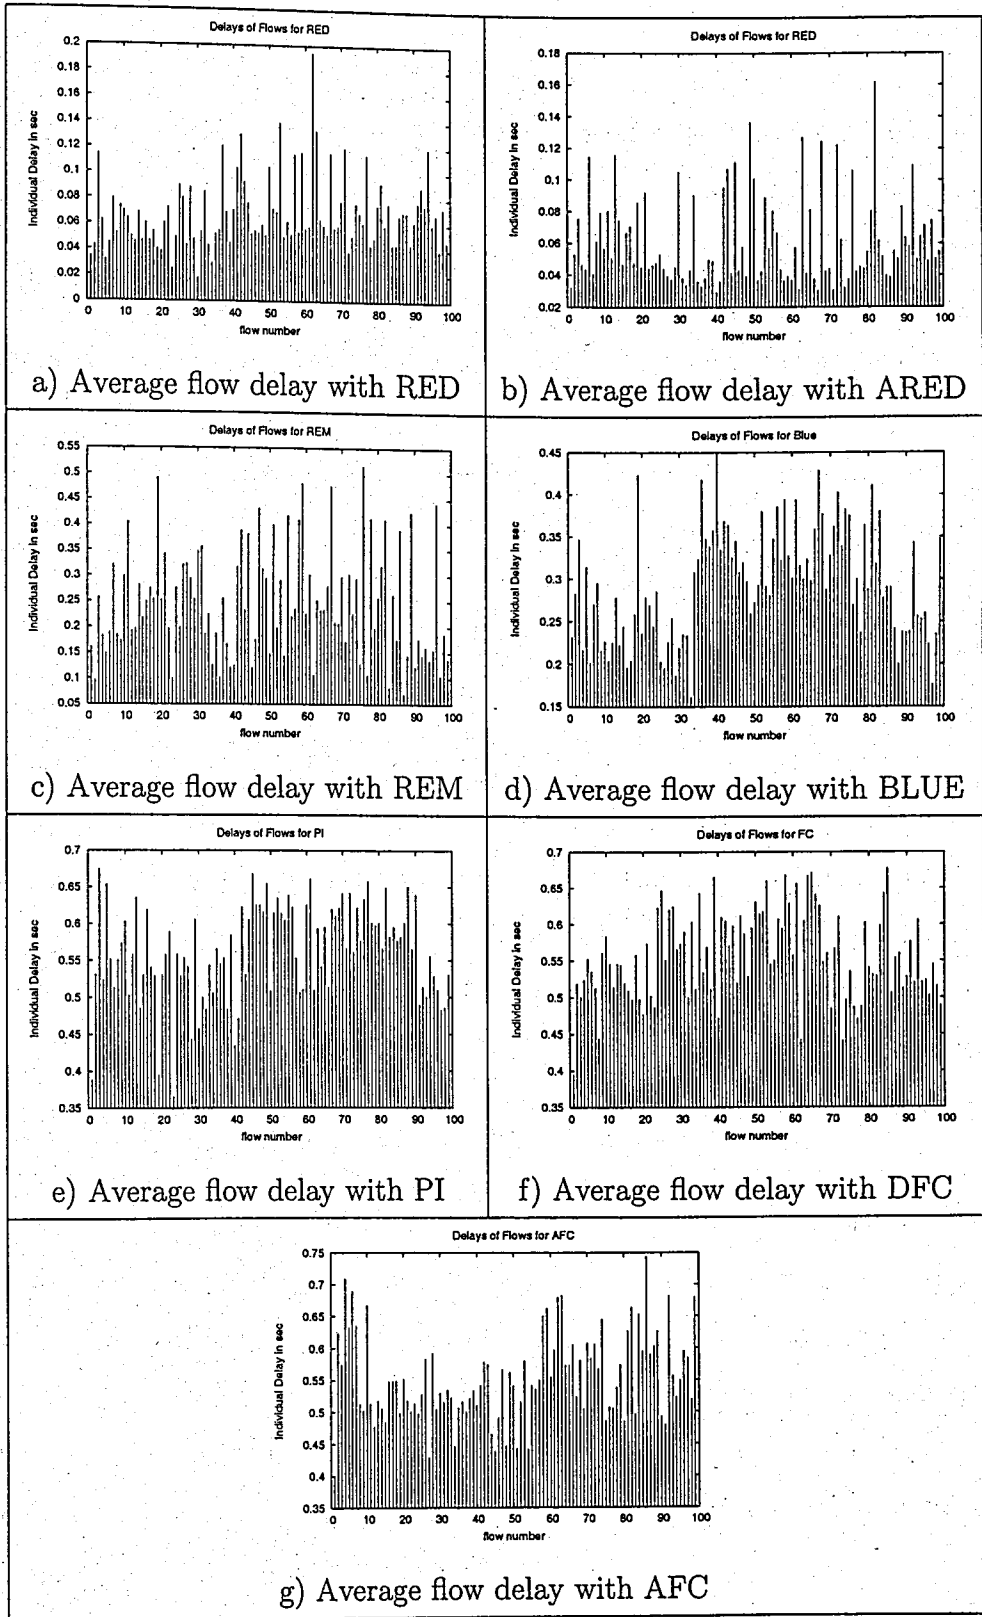 Delays of Flows for RED
Individual Delay in sec
0.2
0.18
0.16
0.14
0.12
0.1
0.08
0.06
0.04
0.02
0
0 10 20 30 40 50 60 70 80 90 100
flow number
a) Average flow delay with RED
Delays of Flows for RED
Individual Delay in sec
0.18
0.16
0.14
0.12
0.1
0.08
0.06
0.04
0.02
0 10 20 30 40 50 60 70 80 90 100
flow number
b) Average flow delay with ARED
Delays of Flows for REM
Individual Delay in sec
0.55
0.5
0.45
0.4
0.35
0.3
0.25
0.2
0.15
0.1
0.05
0 10 20 30 40 50 60 70 80 90 100
flow number
c) Average flow delay with REM
Delays of Flows for Blue
Individual Delay in sec
0.45
0.4
0.35
0.3
0.25
0.2
0.15
0 10 20 30 40 50 60 70 80 90 100
flow number
d) Average flow delay with BLUE
Delays of Flows for PI
Individual Delay in sec
0.7
0.65
0.6
0.55
0.5
0.45
0.4
0.35
0 10 20 30 40 50 60 70 80 90 100
flow number
e) Average flow delay with PI
Delays of Flows for FC
Individual Delay in sec
0.7
0.65
0.6
0.55
0.5
0.45
0.4
0.35
0 10 20 30 40 50 60 70 80 90 100
flow number
f) Average flow delay with DFC
Delays of Flows for AFC
Individual Delay in sec
0.75
0.7
0.65
0.6
0.55
0.5
0.45
0.4
0.35
0 10 20 30 40 50 60 70 80 90 100
flow number
g) Average flow delay with AFC